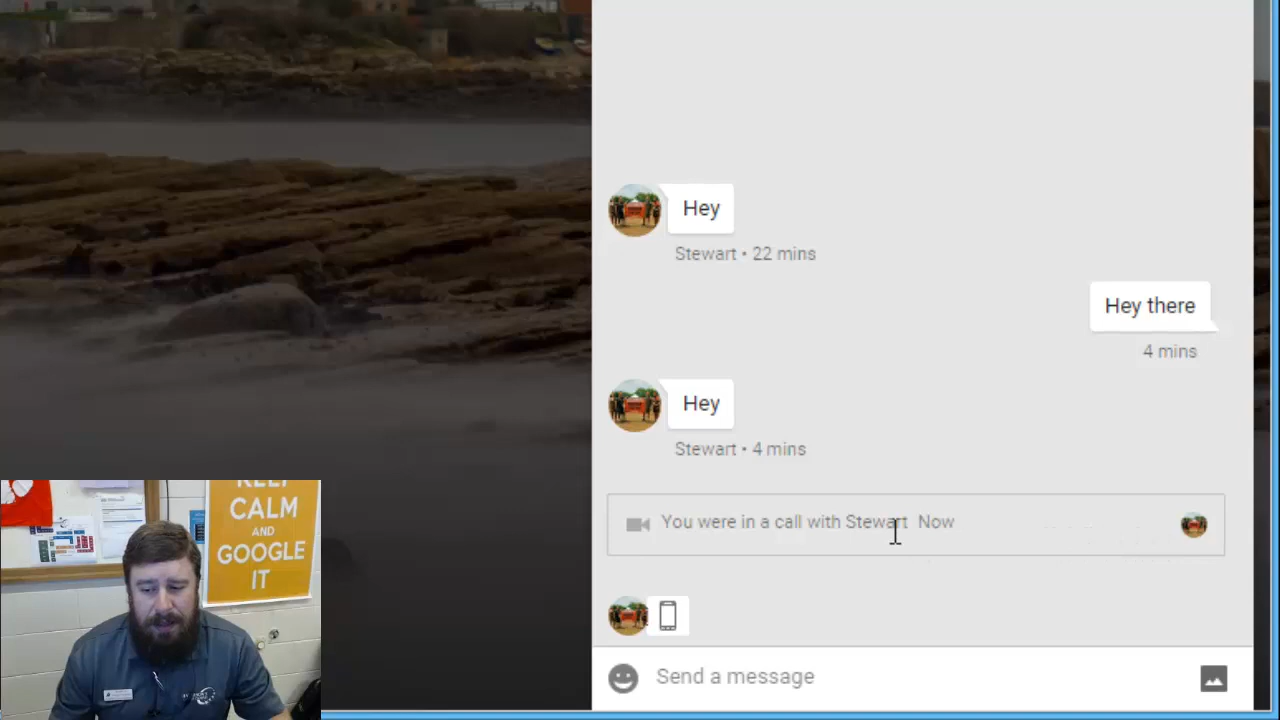 Hey
Stewart • 22 mins
Hey there
4 mins
Hey
Stewart • 4 mins
You were in a call with Stewart Now
Send a message
KEEP
CALM
AND
GOOGLE
IT